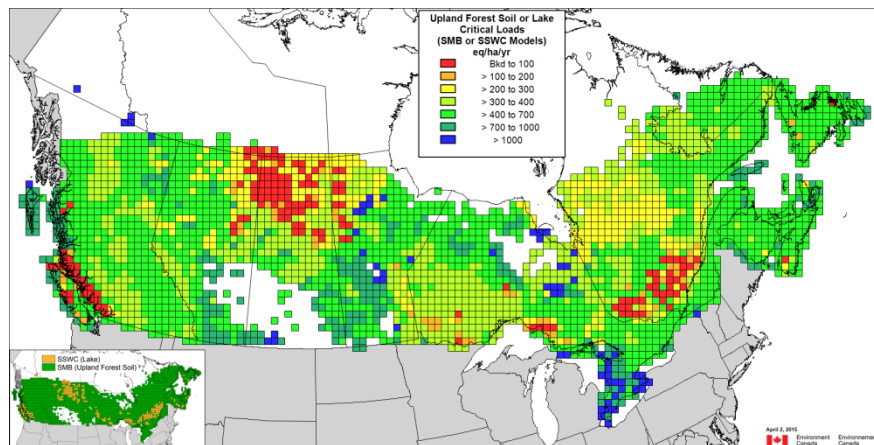 Upland Forest Soil or Lake
Critical Loads
(SMB or SSWC Models)
eq/ha/yr
Bkd to 100
> 100 to 200
> 200 to 300
> 300 to 400
> 400 to 700
> 700 to 1000
> 1000
SSWC (Lake)
SMB (Upland Forest Soil)
April 2, 2015
Environment
Canada
Environnement
Canada